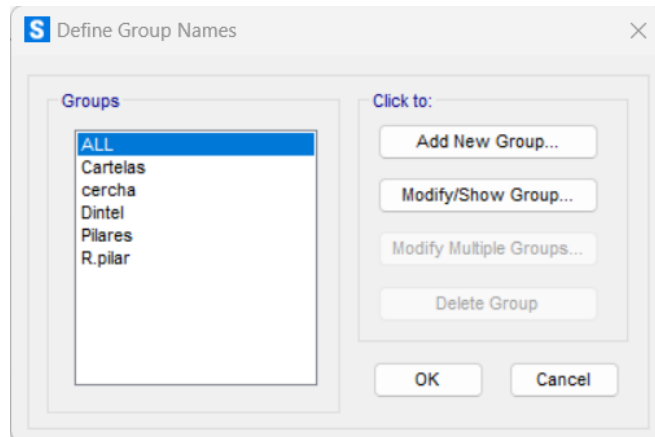 S Define Group Names
Groups
ALL
Cartelas
cercha
Dintel
Pilares
R.pilar
Click to:
Add New Group...
Modify/Show Group...
Modify Multiple Groups...
Delete Group
OK
Cancel